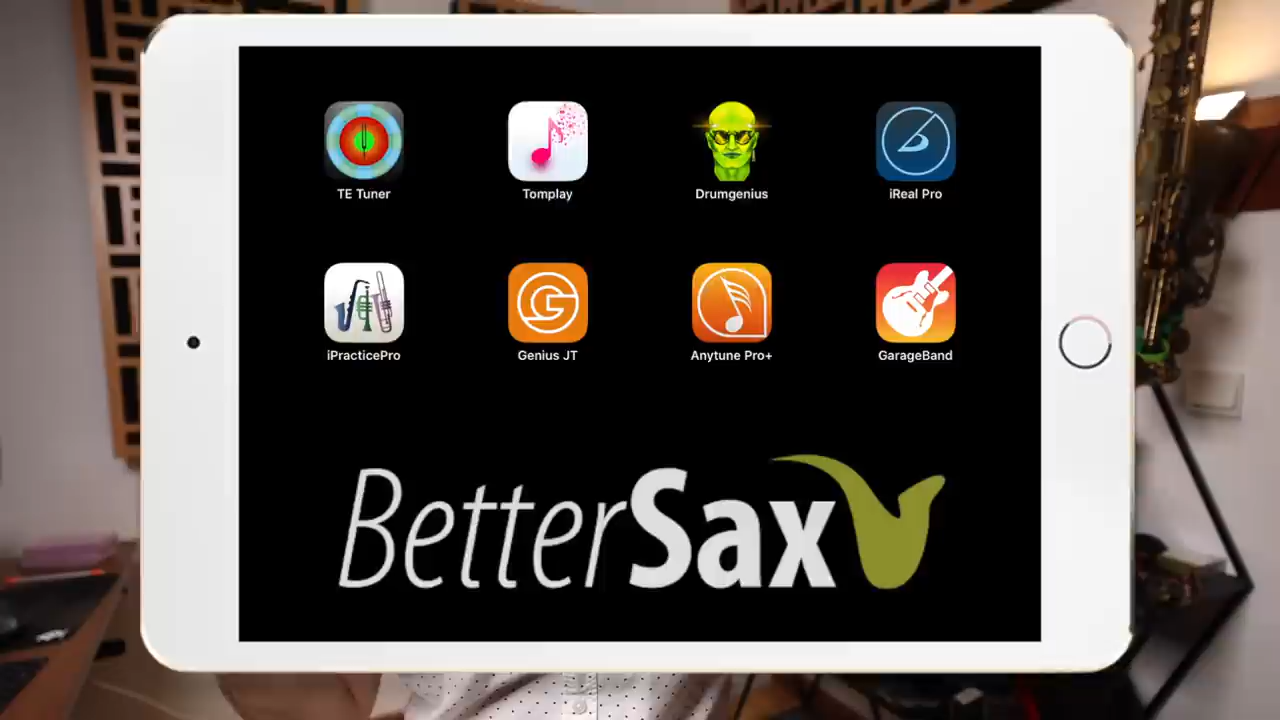 TE Tuner
Tomplay
Drumgenius
iReal Pro
iPracticePro
Genius JT
Anytune Pro+
GarageBand
BetterSax